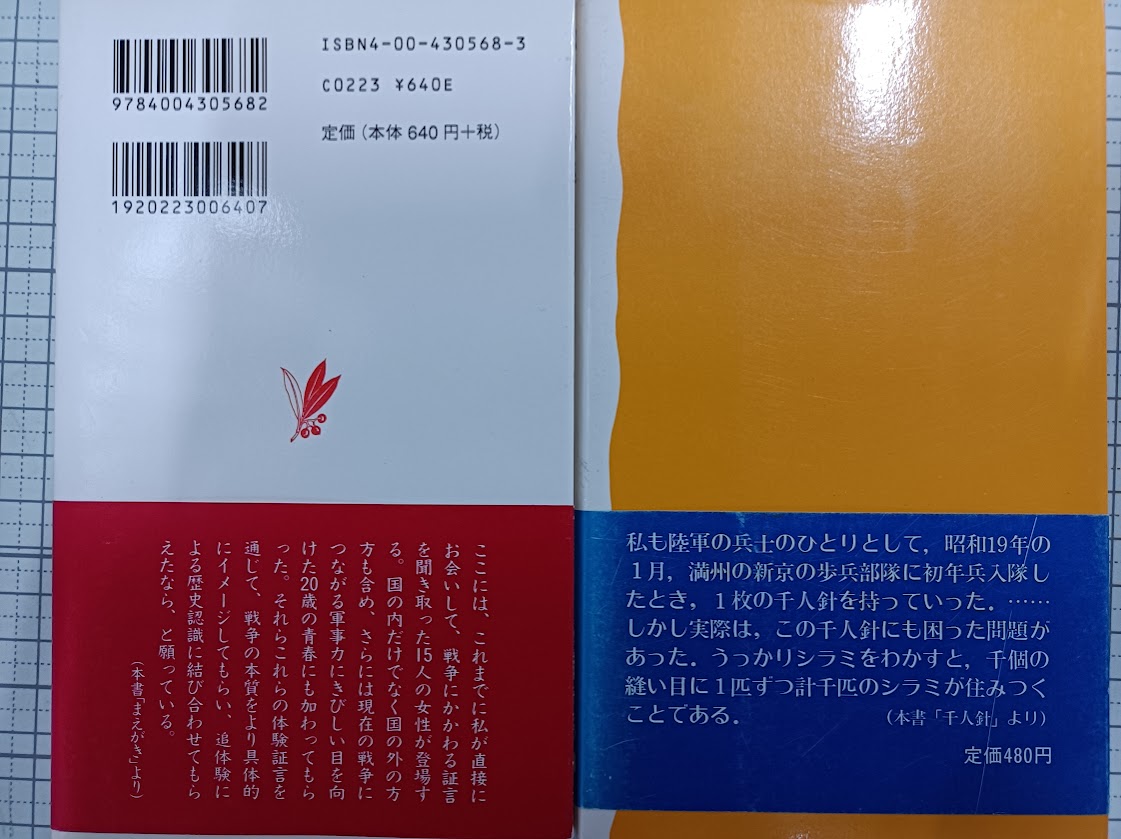 ISBN4-00-430568-3
9784004305682
C0223 ¥640E
定価（本体 640 円＋税）
1920223006407
ここには、これまでに私が直接に
お会いして、戦争にかかわる証言
を聞き取った15人の女性が登場す
る。国の内だけでなく国の外の方
方も含め、さらには現在の戦争に
つながる軍事力にきびしい目を向
けた20歳の青春にも加わってもら
った。それらこれらの体験証言を
通じて、戦争の本質をより具体的
にイメージしてもらい、追体験に
よる歴史認識に結び合わせてもら
えたなら、と願っている。
（本書「まえがき」より）
私も陸軍の兵士のひとりとして，昭和19年の
１月，満州の新京の歩兵部隊に初年兵入隊し
たとき，１枚の千人針を持っていった．……
しかし実際は，この千人針にも困った問題が
あった．うっかりシラミをわかすと，千個の
縫い目に１匹ずつ計千匹のシラミが住みつく
ことである．
（本書「千人針」より）
定価480円